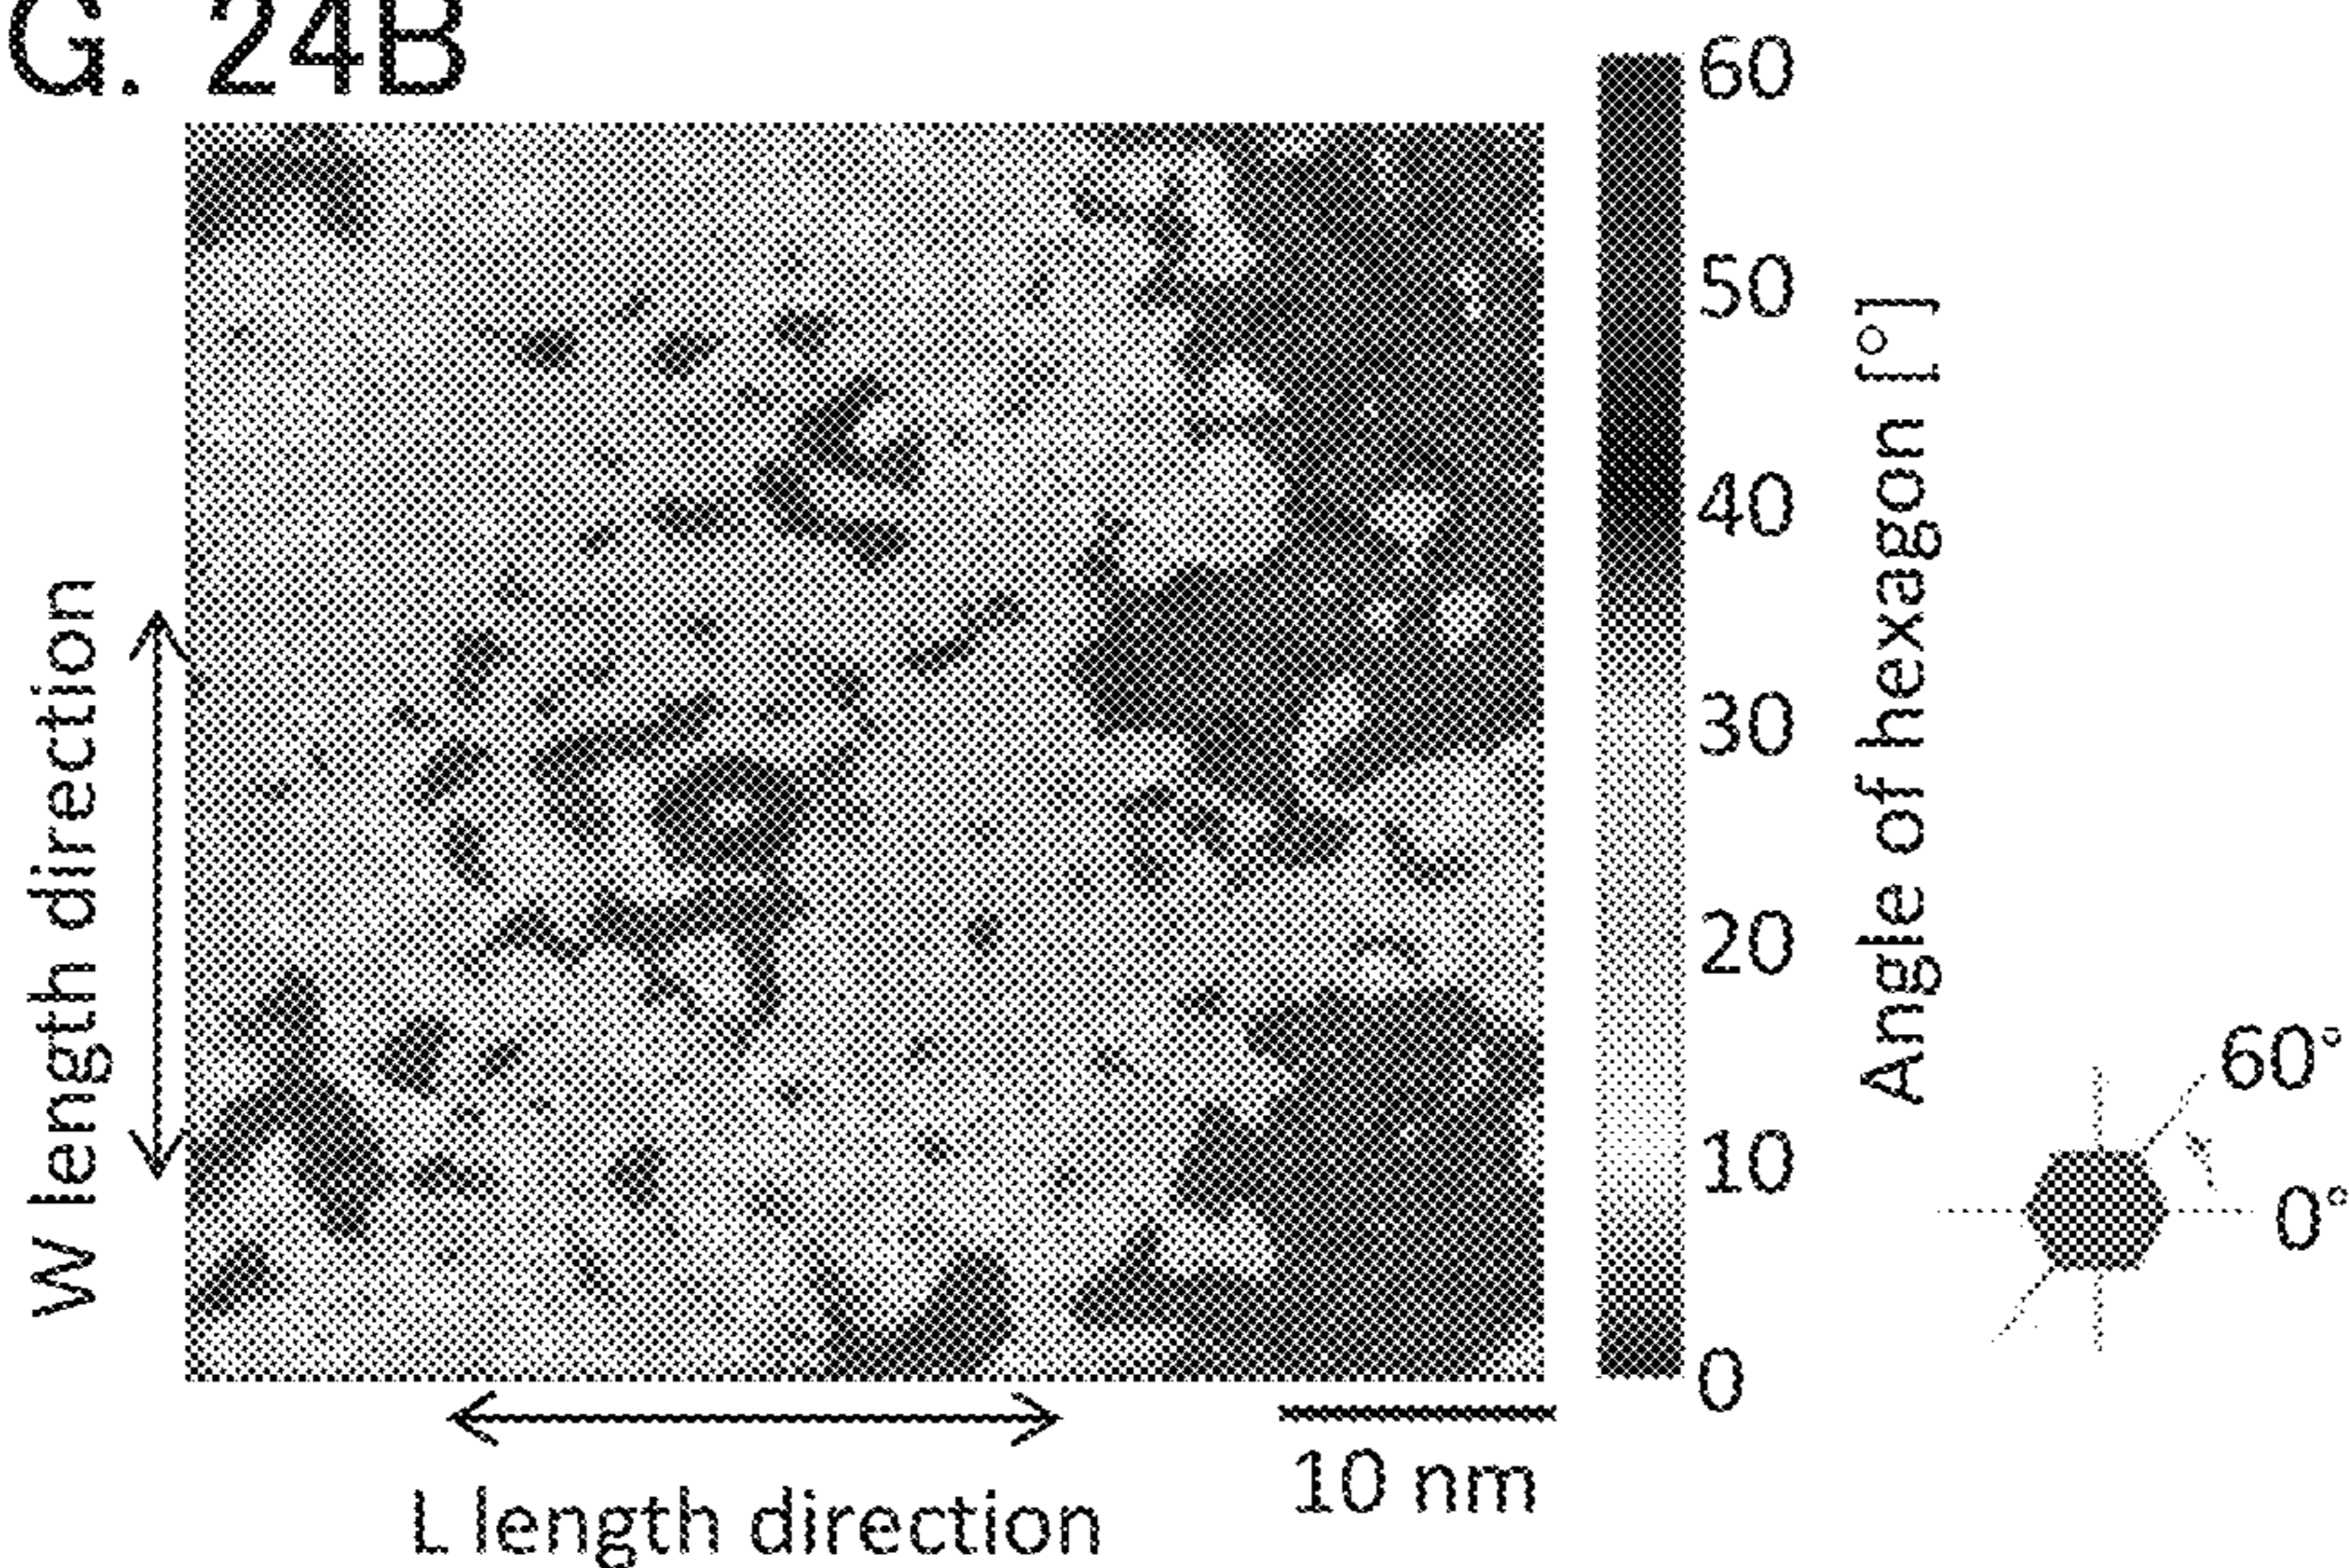 G. 24B
60
50
40
30
20
10
0
Angle of hexagon [°]
60°
0°
W length direction
L length direction
10 nm